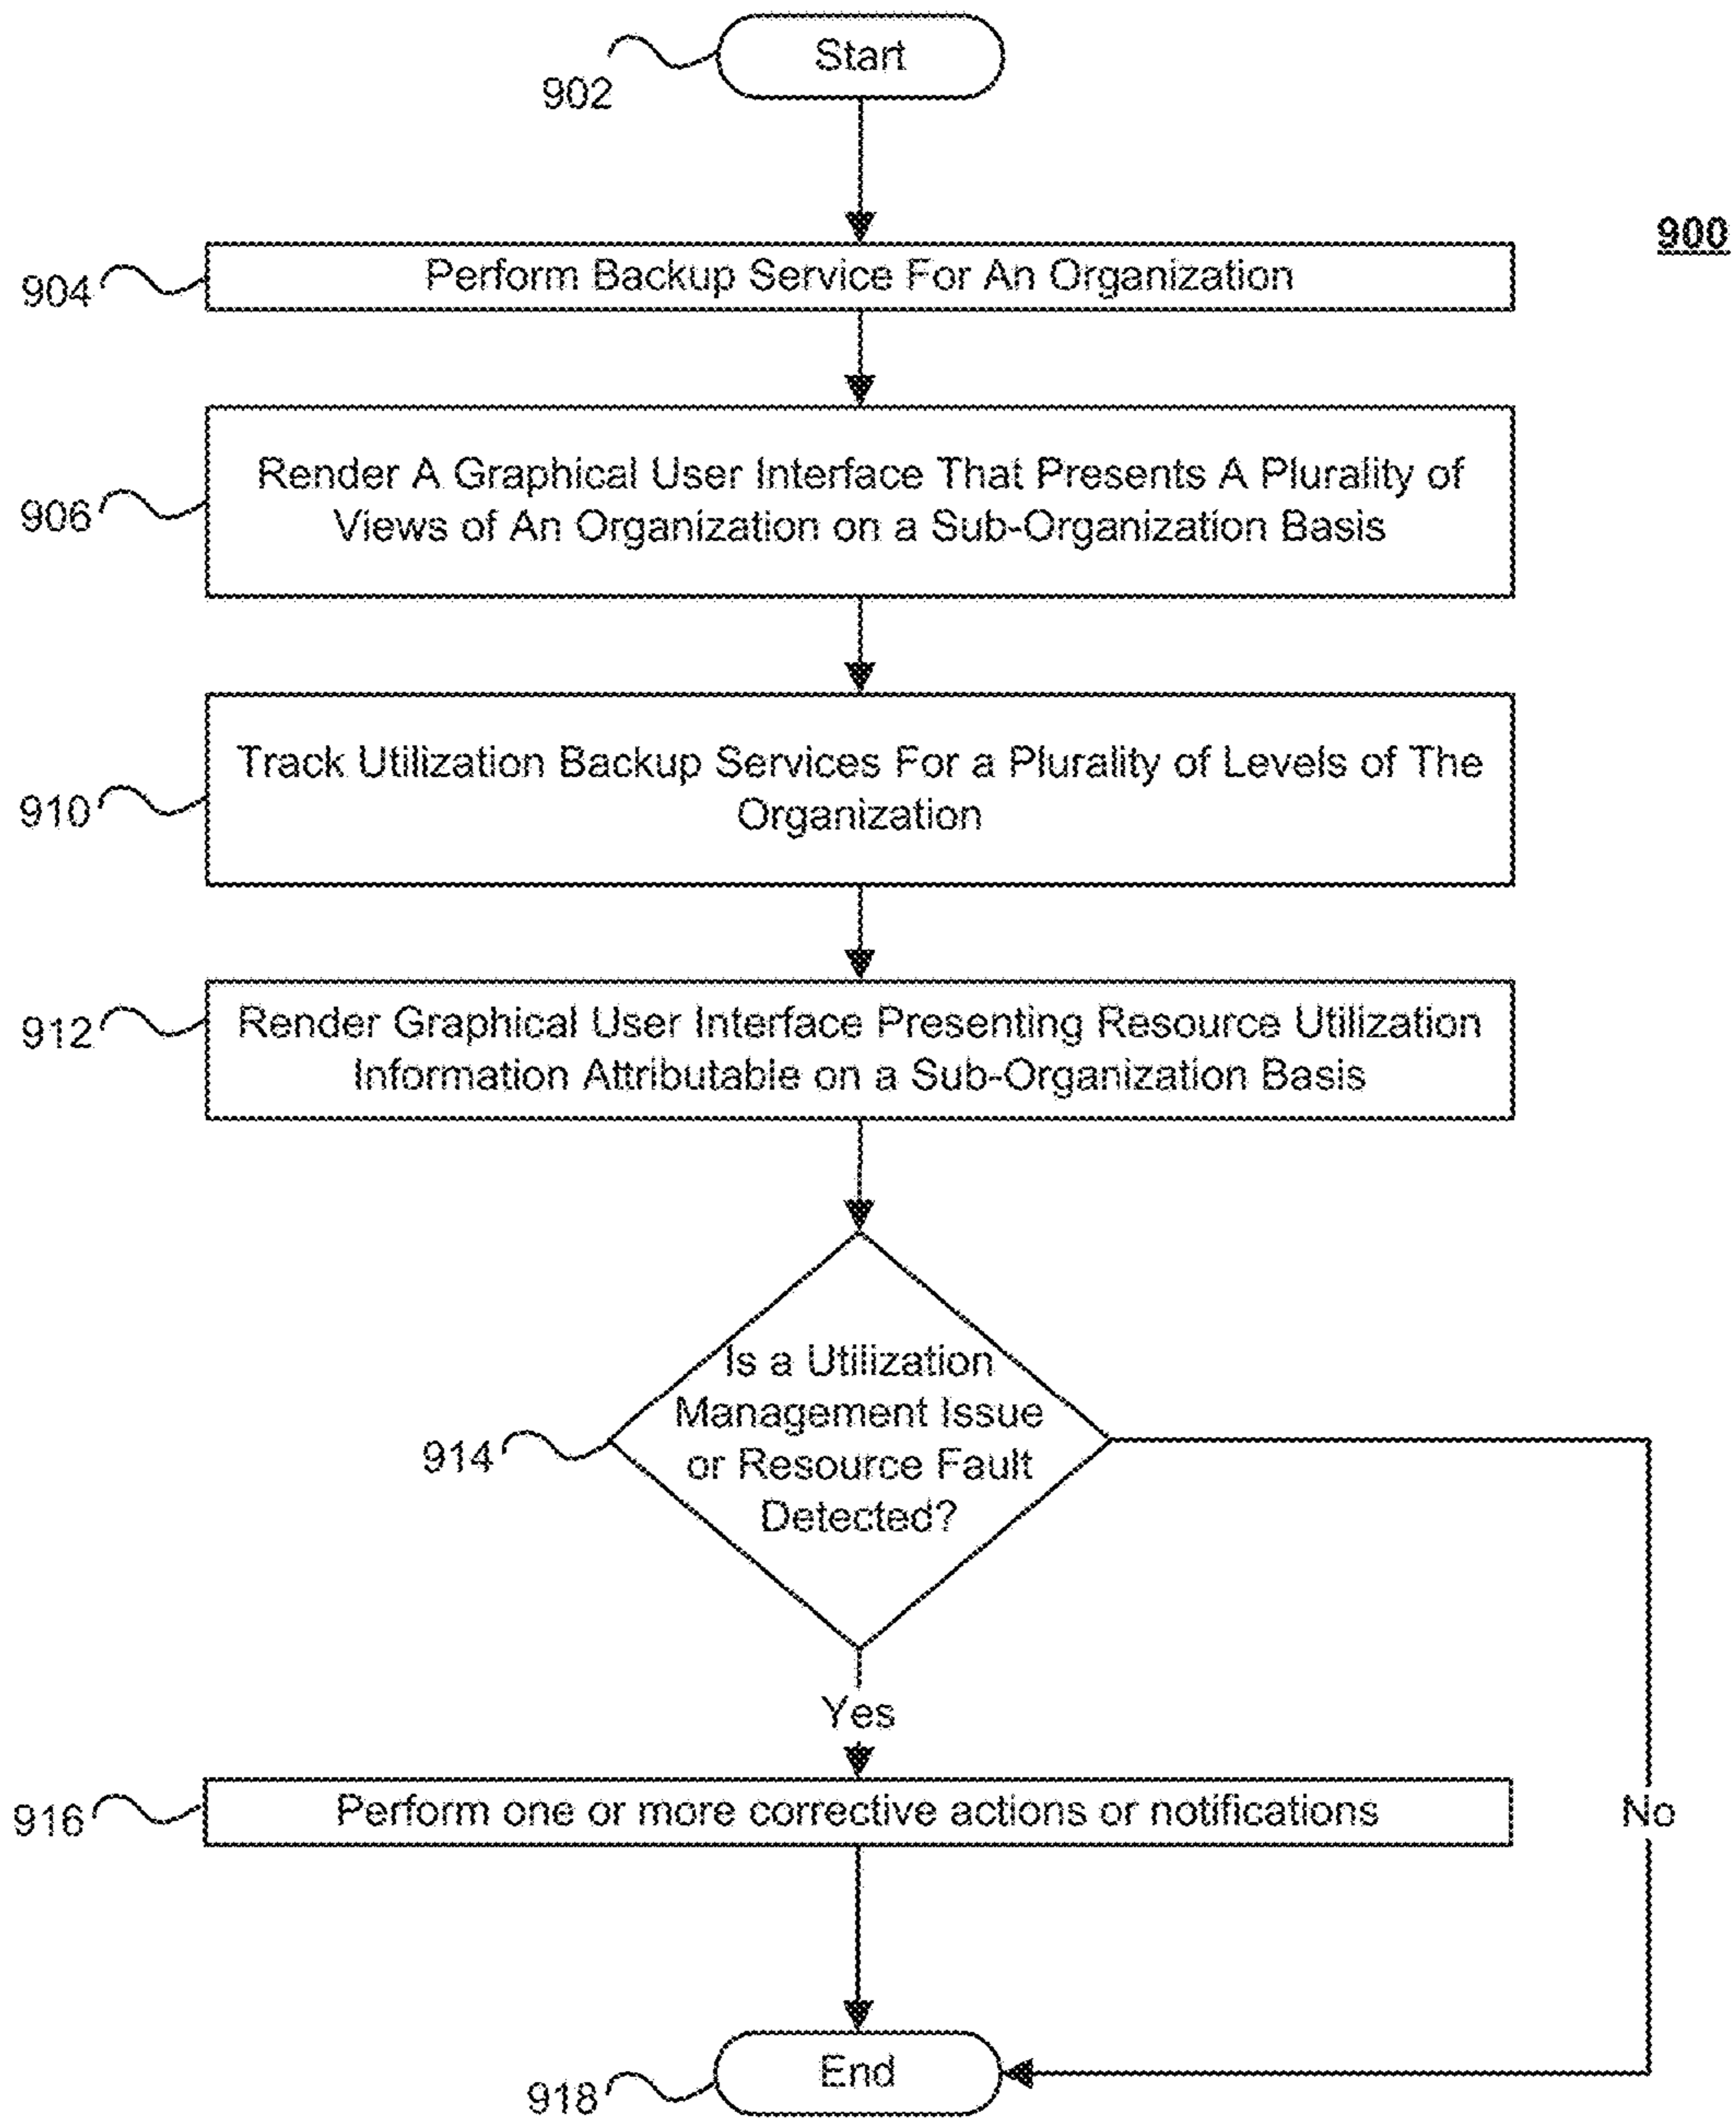 Start
902
900
904
Perform Backup Service For An Organization
906
Render A Graphical User Interface That Presents A Plurality of
Views of An Organization on a Sub-Organization Basis
910
Track Utilization Backup Services For a Plurality of Levels of The
Organization
912
Render Graphical User Interface Presenting Resource Utilization
Information Attributable on a Sub-Organization Basis
914
Is a Utilization
Management Issue
or Resource Fault
Detected?
Yes
916
Perform one or more corrective actions or notifications
No
End
918